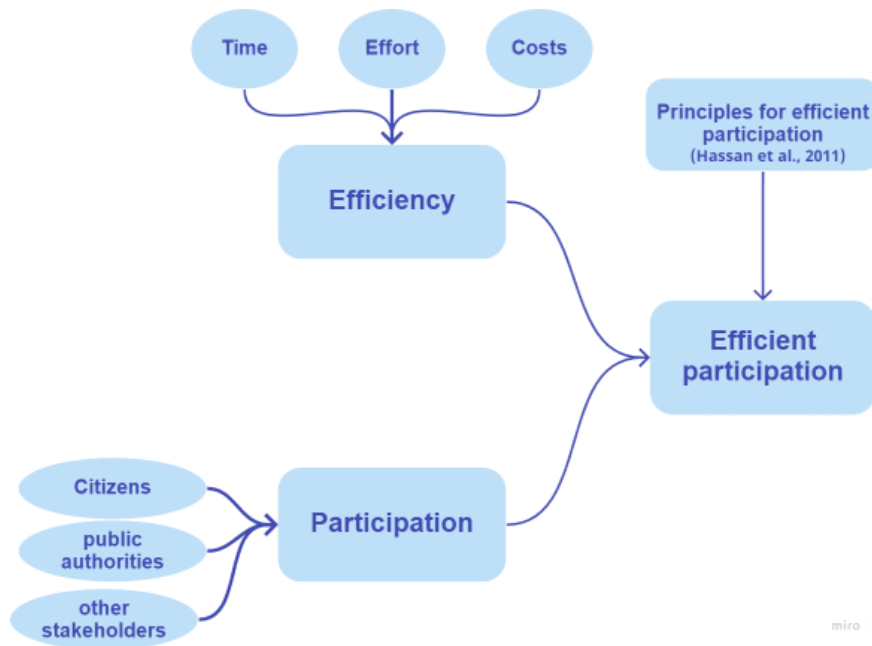 Time
Effort
Costs
Principles for efficient
participation
(Hassan et al., 2011)
Efficiency
Efficient
participation
Citizens
public
authorities
other
stakeholders
Participation
miro